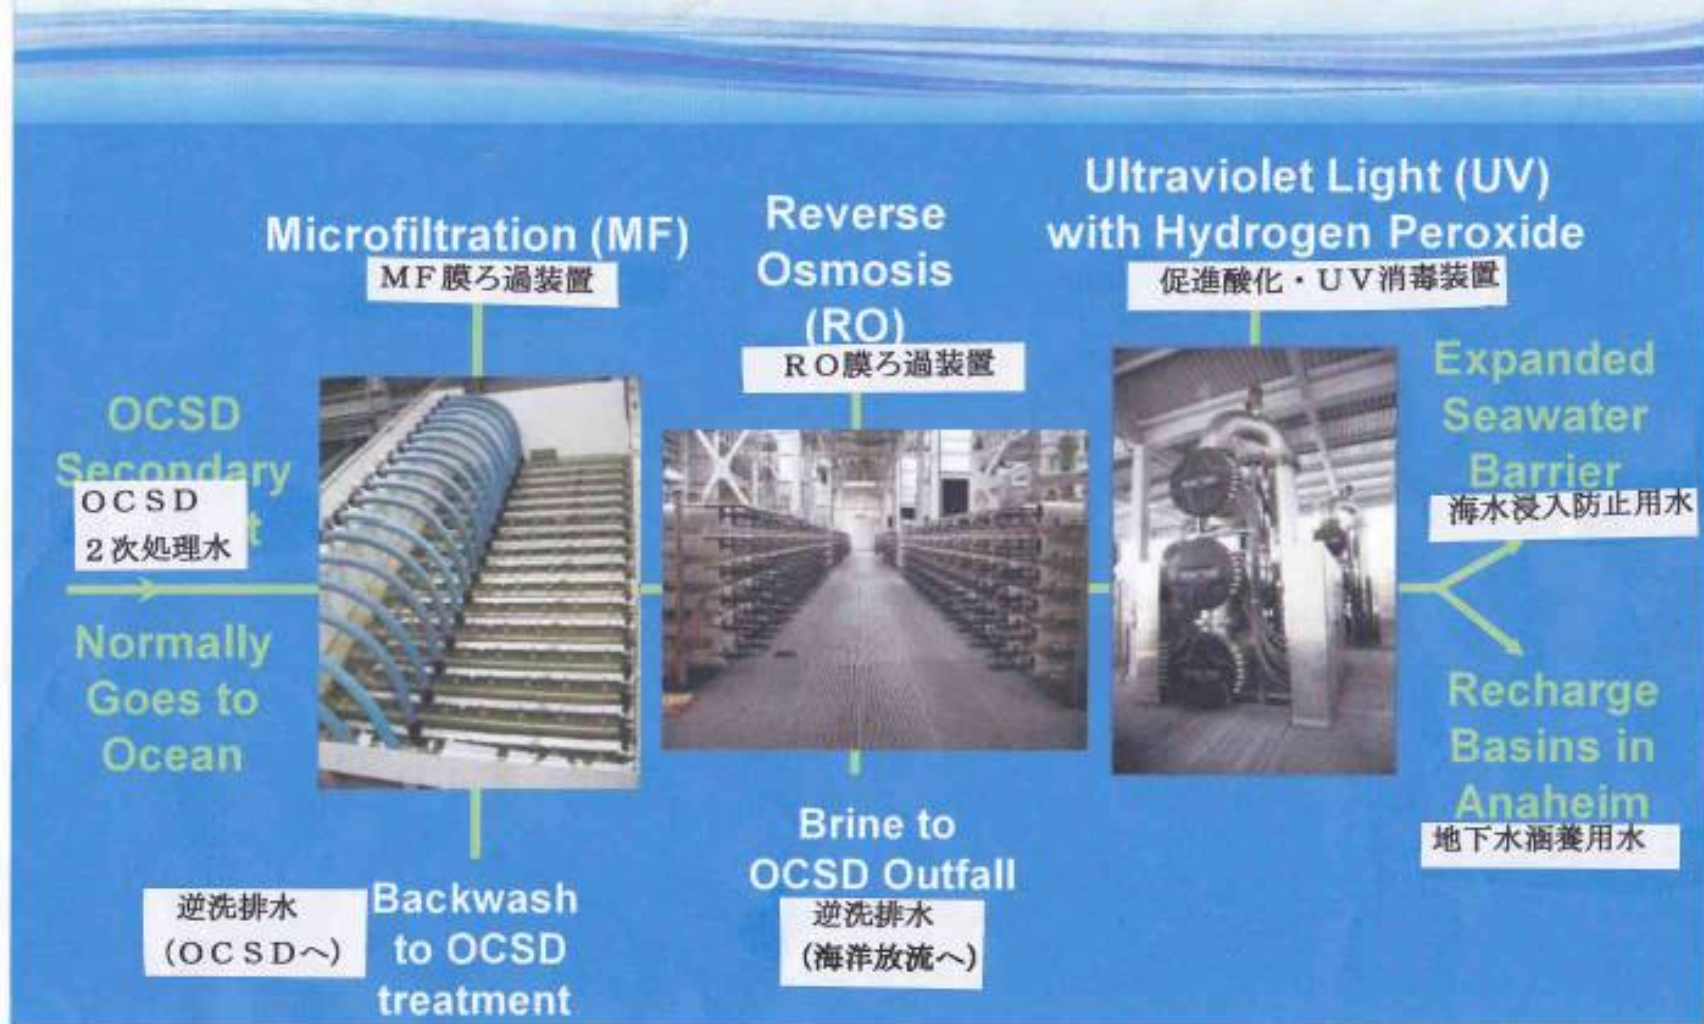 Microfiltration (MF)
ＭＦ膜ろ過装置
Reverse
Osmosis
(RO)
ＲＯ膜ろ過装置
Ultraviolet Light (UV)
with Hydrogen Peroxide
促進酸化・ＵＶ消毒装置
OCSD
Secondary
ＯＣＳＤ
２次処理水
Normally
Goes to
Ocean
Expanded
Seawater
Barrier
海水浸入防止用水
Recharge
Basins in
Anaheim
地下水涵養用水
逆洗排水
(ＯＣＳＤへ)
Backwash
to OCSD
treatment
Brine to
OCSD Outfall
逆洗排水
(海洋放流へ)